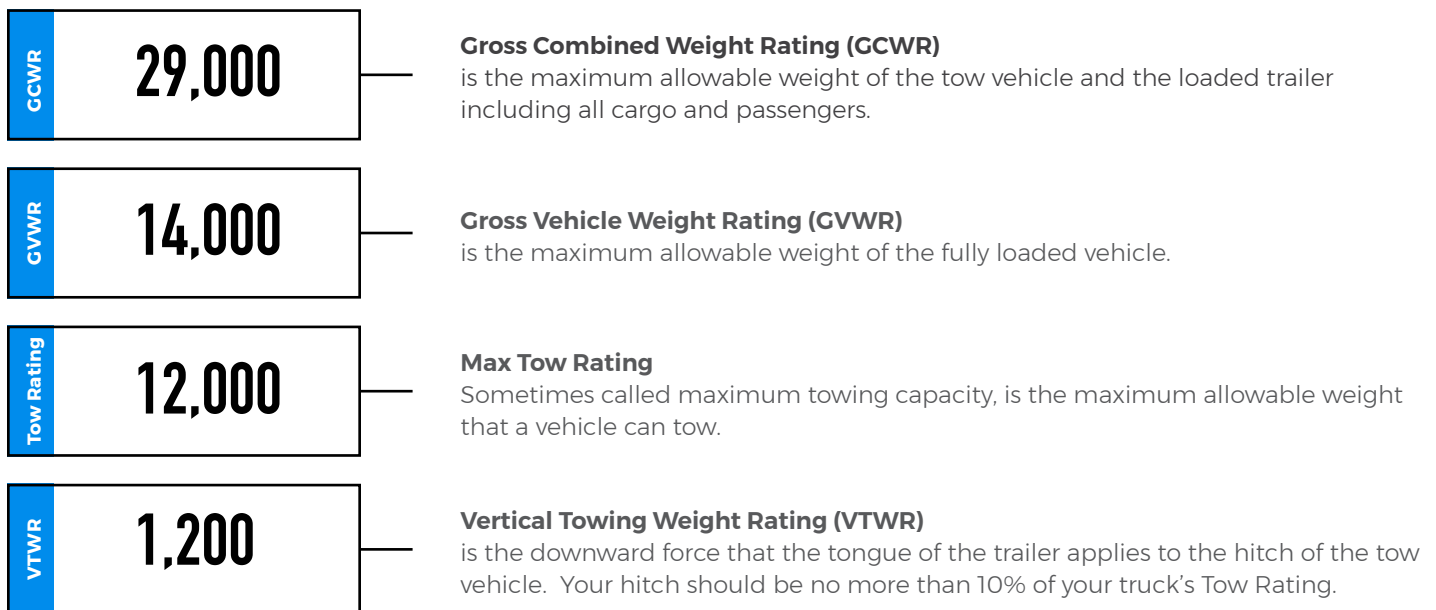 GCWR
29,000
Gross Combined Weight Rating (GCWR)
is the maximum allowable weight of the tow vehicle and the loaded trailer
including all cargo and passengers.
GVWR
14,000
Gross Vehicle Weight Rating (GVWR)
is the maximum allowable weight of the fully loaded vehicle.
Tow Rating
12,000
Max Tow Rating
Sometimes called maximum towing capacity, is the maximum allowable weight
that a vehicle can tow.
VTWR
1,200
Vertical Towing Weight Rating (VTWR)
is the downward force that the tongue of the trailer applies to the hitch of the tow
vehicle.  Your hitch should be no more than 10% of your truck's Tow Rating.